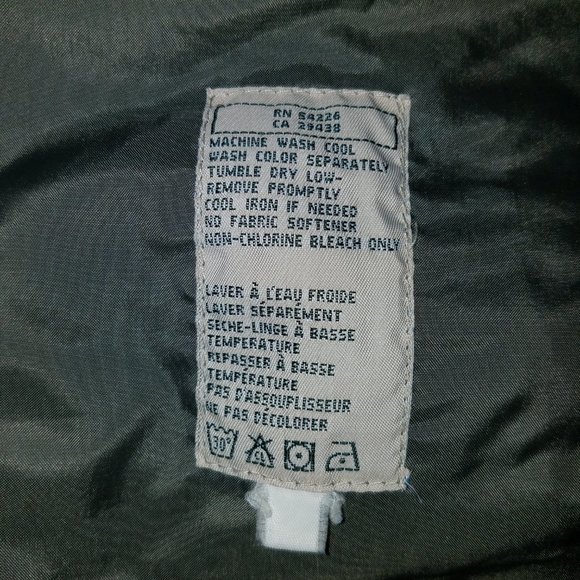 RN 54226
CA 29438
MACHINE WASH COOL
WASH COLOR SEPARATELY
TUMBLE DRY LOW-
REMOVE PROMPTLY
COOL IRON IF NEEDED
NO FABRIC SOFTENER
NON-CHLORINE BLEACH ONLY
LAVER À L'EAU FROIDE
LAVER SÉPARÉMENT
SECHE-LINGE À BASSE
TEMPERATURE
REPASSER À BASSE
TEMPÉRATURE
PAS D'ASSOUPLISSEUR
NE PAS DÉCOLORER
30° CL